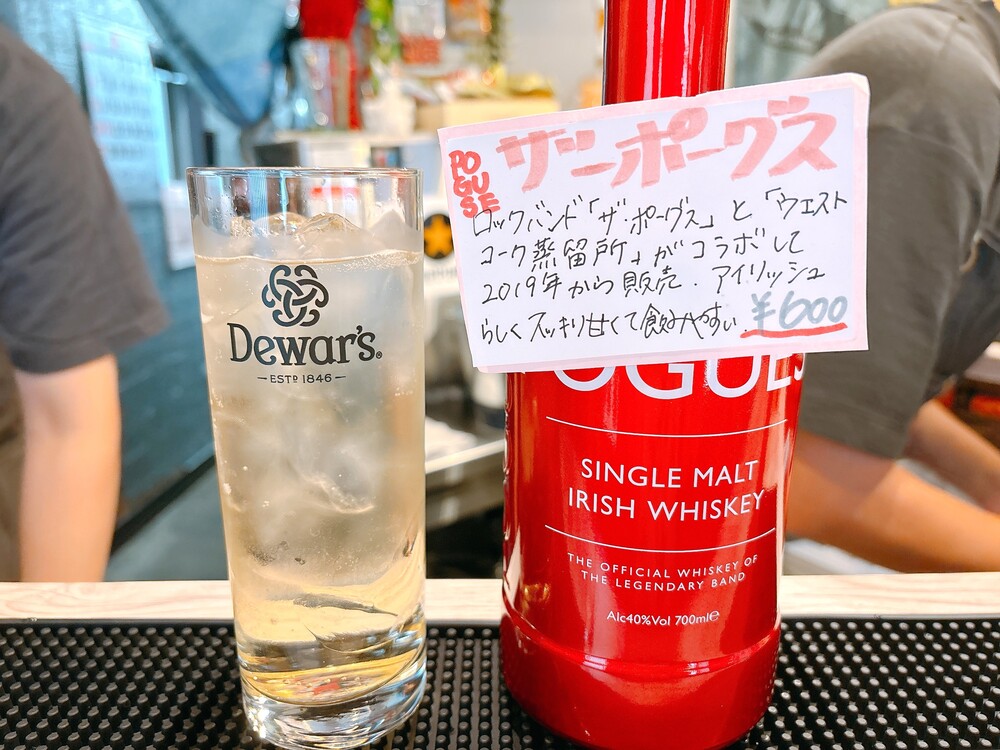 Dewar's®
ESTD 1846
POGUSE
ザ・ポーグス
ロックバンド「ザ・ポーグス」と「ウエスト
コーク蒸留所」がコラボして
2019年から販売.アイリッシュ
らしくスッキリ甘くて飲みやすい.
¥600
OGUES
SINGLE MALT
IRISH WHISKEY
THE OFFICIAL WHISKEY OF
THE LEGENDARY BAND
Alc40%Vol 700ml℮